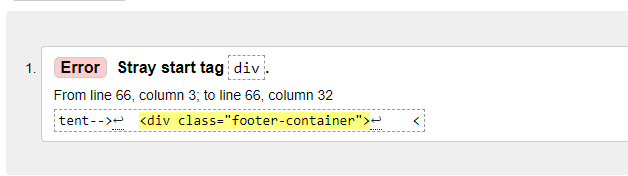 1. Error Stray start tag div.
From line 66, column 3; to line 66, column 32
tent-->↩  <div class="footer-container">↩    <